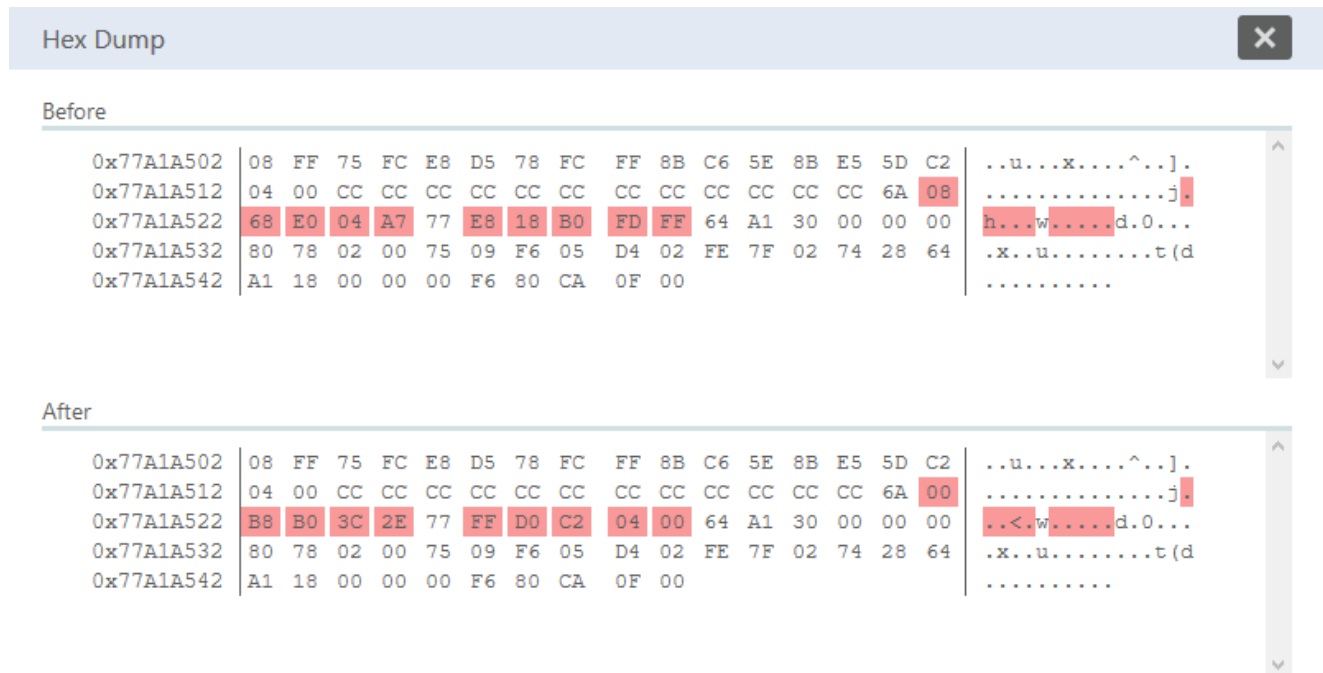 Hex Dump
Before
0x77A1A502 08 FF 75 FC E8 D5 78 FC FF 8B C6 5E 8B E5 5D C2 ..u...x....^..].
0x77A1A512 04 00 CC CC CC CC CC CC CC CC CC CC CC CC 6A 08 ..............j.
0x77A1A522 68 E0 04 A7 77 E8 18 B0 FD FF 64 A1 30 00 00 00 h...w.....d.0...
0x77A1A532 80 78 02 00 75 09 F6 05 D4 02 FE 7F 02 74 28 64 .x..u........t(d
0x77A1A542 A1 18 00 00 00 F6 80 CA 0F 00 ..........
After
0x77A1A502 08 FF 75 FC E8 D5 78 FC FF 8B C6 5E 8B E5 5D C2 ..u...x....^..].
0x77A1A512 04 00 CC CC CC CC CC CC CC CC CC CC CC CC 6A 00 ..............j.
0x77A1A522 B8 B0 3C 2E 77 FF D0 C2 04 00 64 A1 30 00 00 00 ..<.w.....d.0...
0x77A1A532 80 78 02 00 75 09 F6 05 D4 02 FE 7F 02 74 28 64 .x..u........t(d
0x77A1A542 A1 18 00 00 00 F6 80 CA 0F 00 ..........